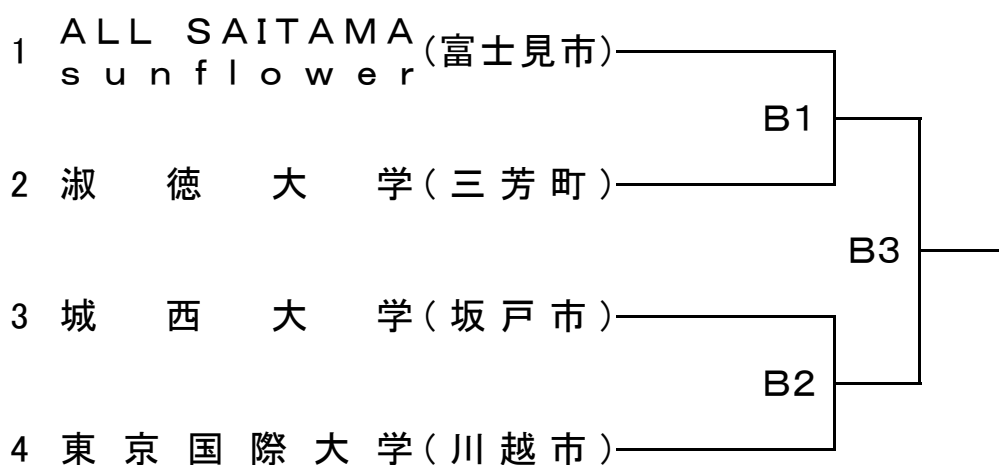 1 ALL SAITAMA sunflower (富士見市)
B1
2 淑徳大学(三芳町)
B3
3 城西大学(坂戸市)
B2
4 東京国際大学(川越市)